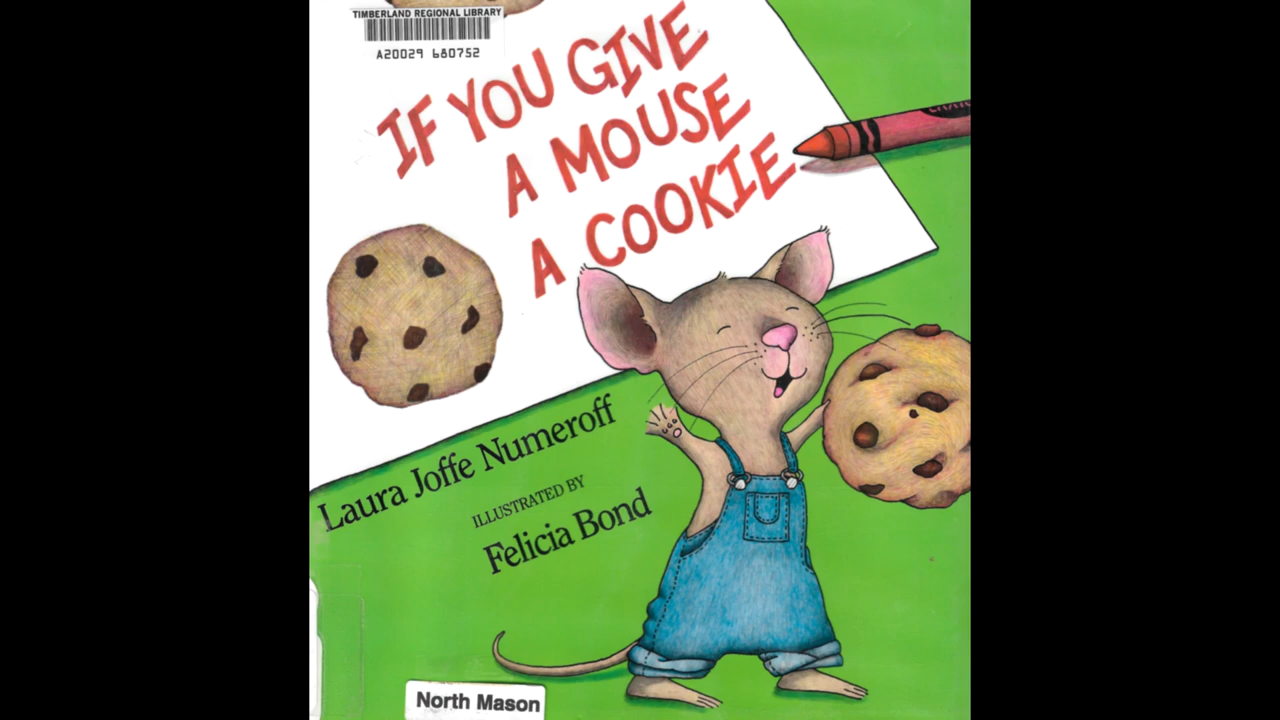 TIMBERLAND REGIONAL LIBRARY
A20029 680752
IF YOU GIVE
A MOUSE
A COOKIE
Laura Joffe Numeroff
ILLUSTRATED BY
Felicia Bond
North Mason